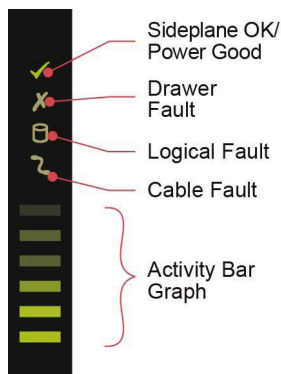 Sideplane OK/
Power Good
Drawer
Fault
Logical Fault
Cable Fault
Activity Bar
Graph